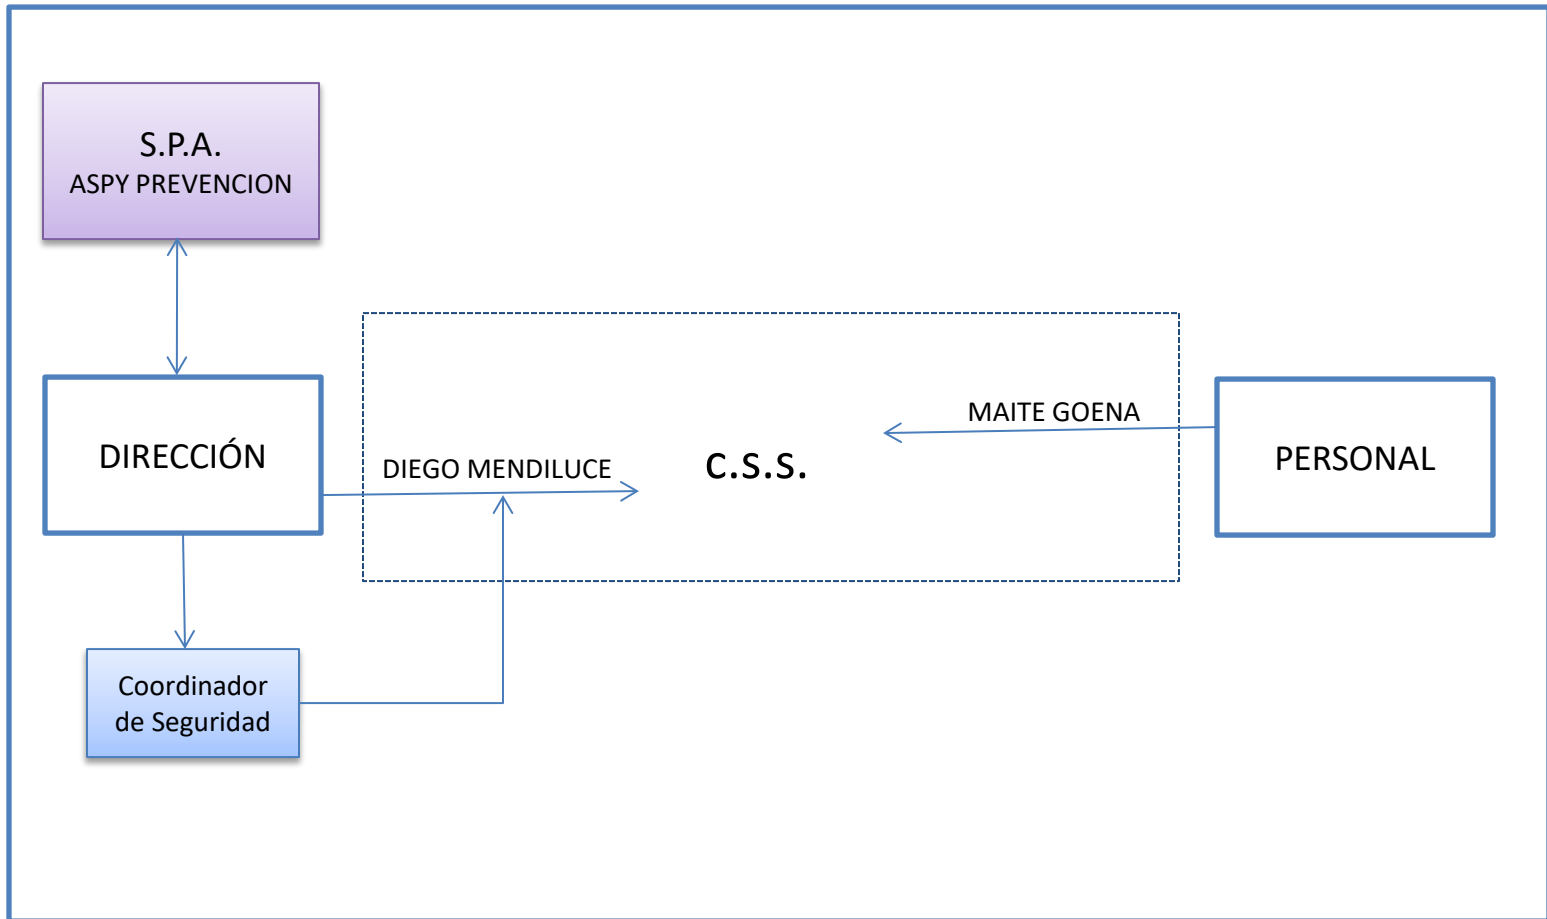 S.P.A.
ASPY PREVENCION
DIRECCIÓN
DIEGO MENDILUCE
c.s.s.
MAITE GOENA
PERSONAL
Coordinador
de Seguridad